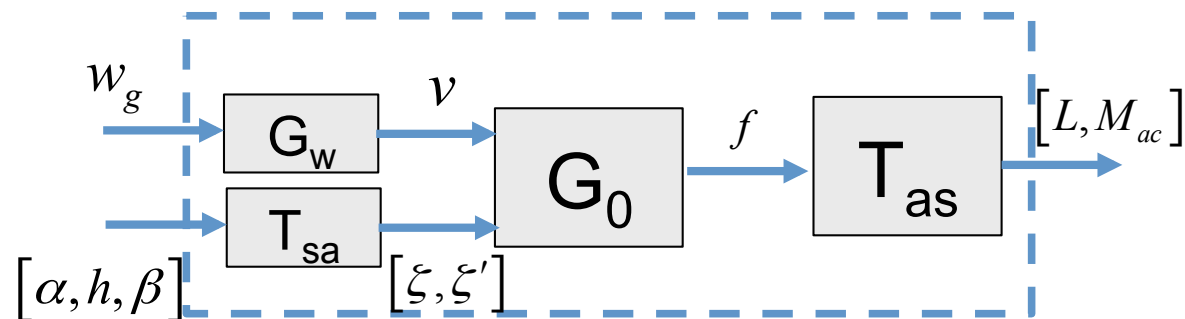 w_g
G_w
v
T_sa
G_0
f
T_as
[L, M_ac]
[α, h, β]
[ζ, ζ′]